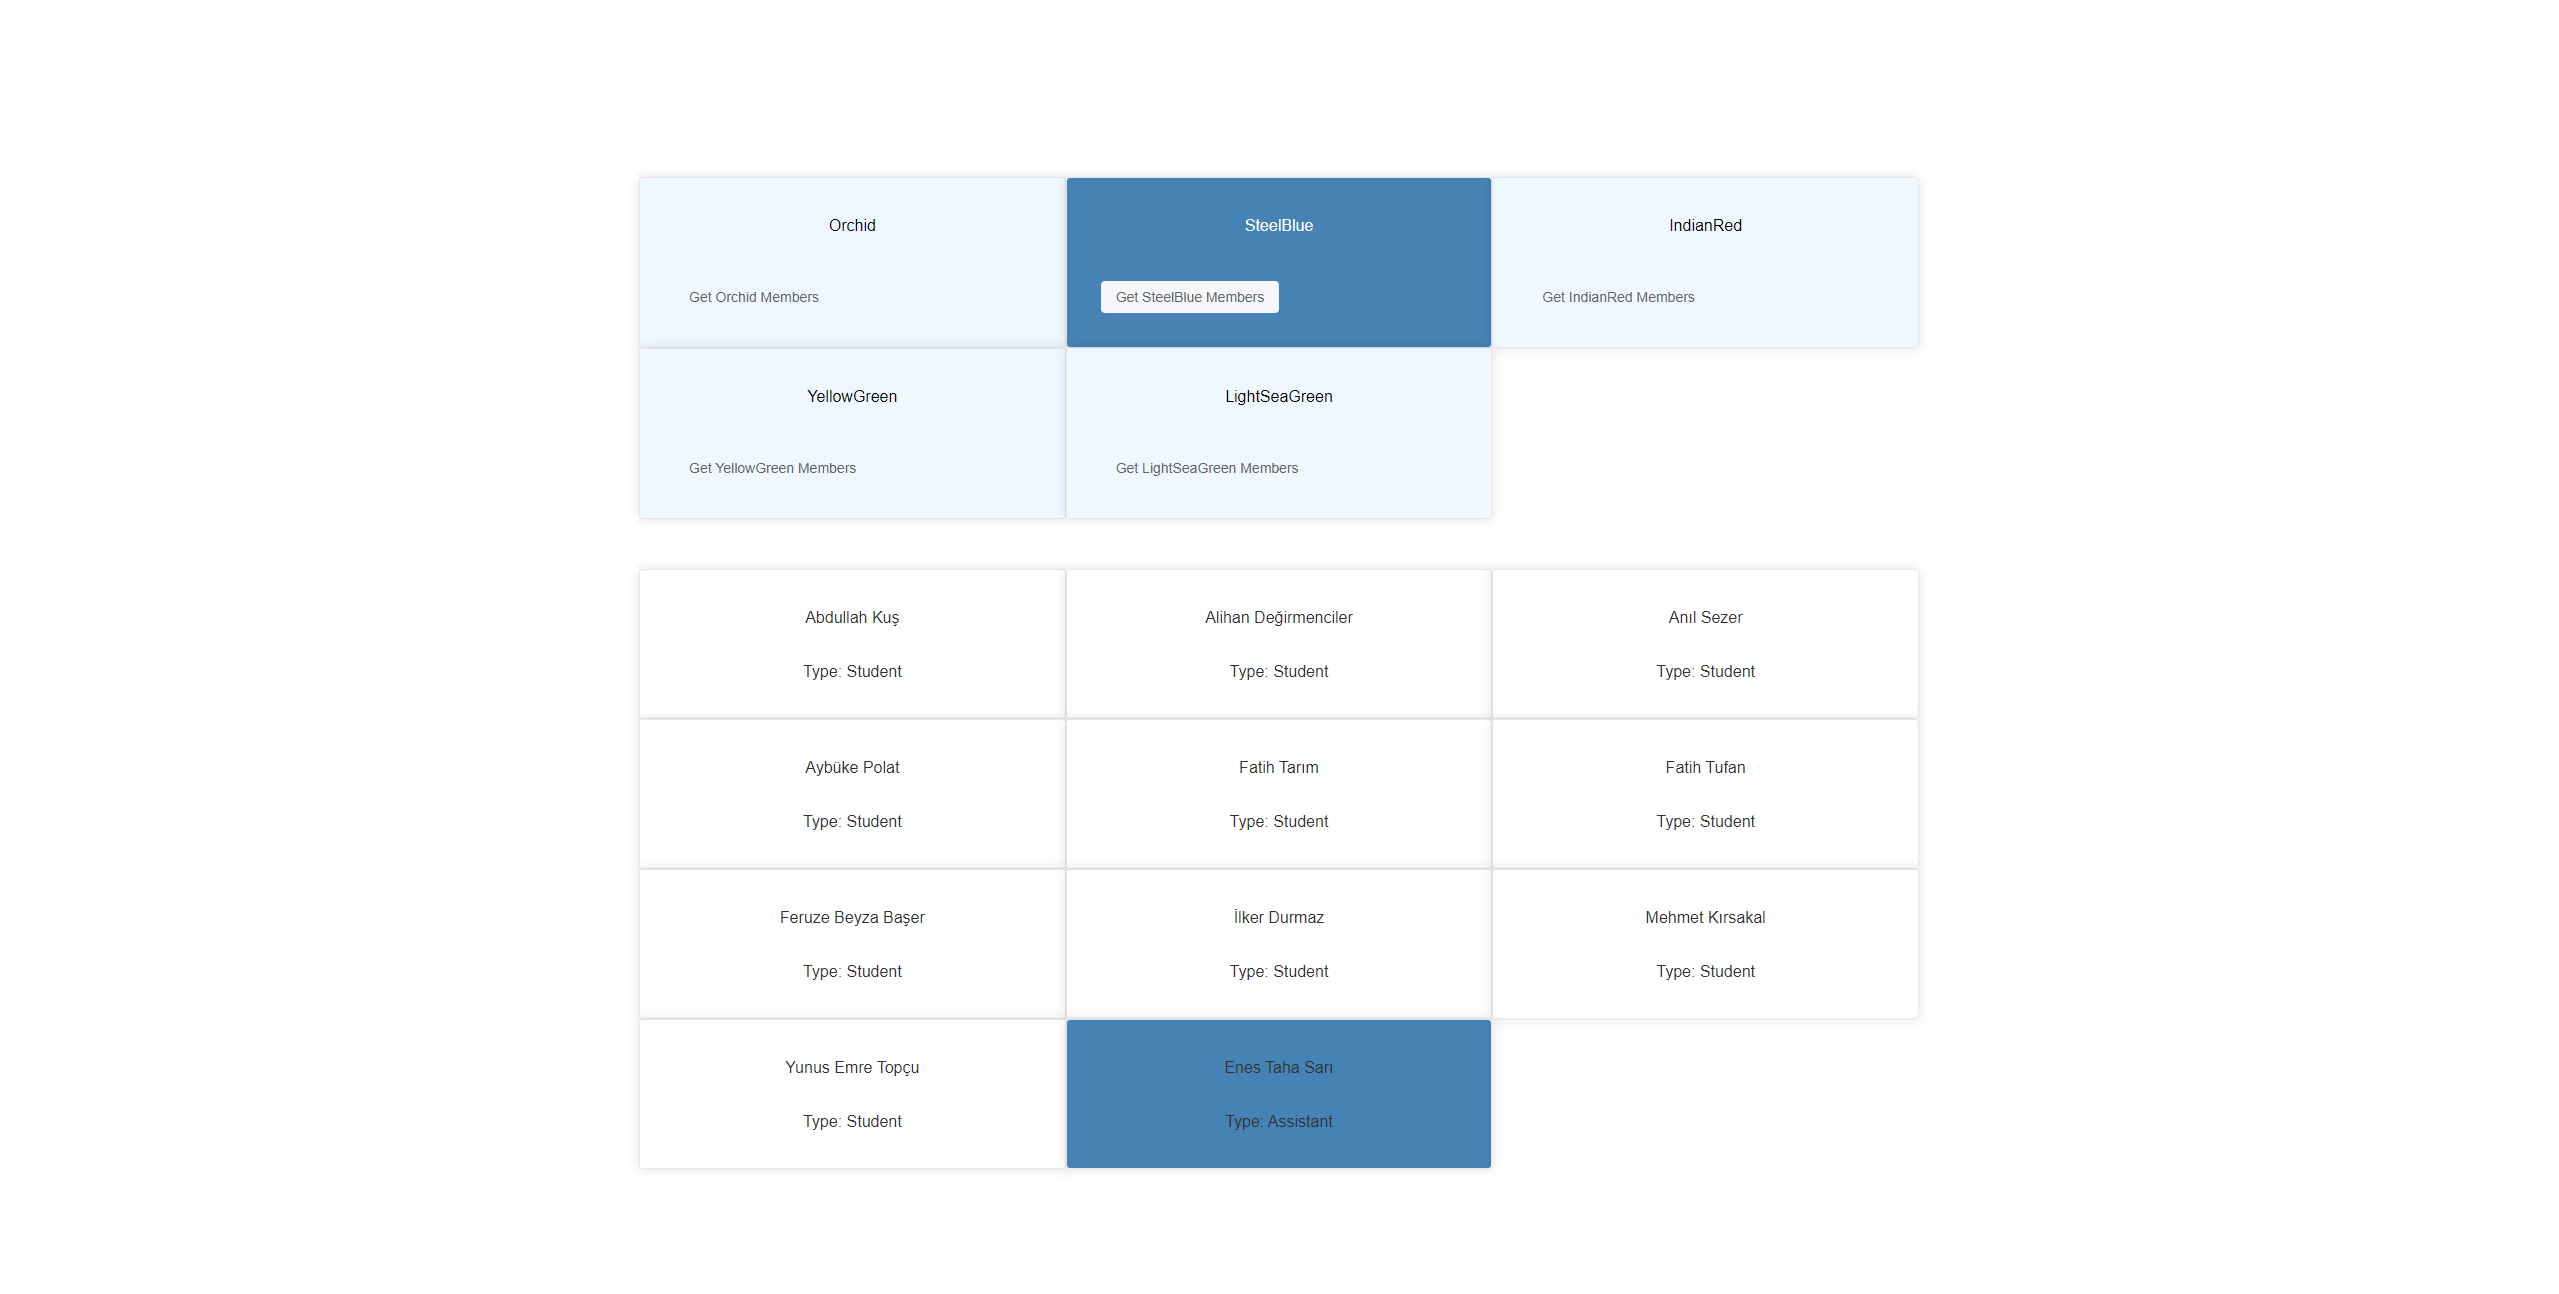 Orchid
SteelBlue
IndianRed
Get Orchid Members
Get SteelBlue Members
Get IndianRed Members
YellowGreen
LightSeaGreen
Get YellowGreen Members
Get LightSeaGreen Members
Abdullah Kuş
Alihan Değirmenciler
Anıl Sezer
Type: Student
Type: Student
Type: Student
Aybüke Polat
Fatih Tarım
Fatih Tufan
Type: Student
Type: Student
Type: Student
Feruze Beyza Başer
İlker Durmaz
Mehmet Kırsakal
Type: Student
Type: Student
Type: Student
Yunus Emre Topçu
Enes Taha Sarı
Type: Student
Type: Assistant